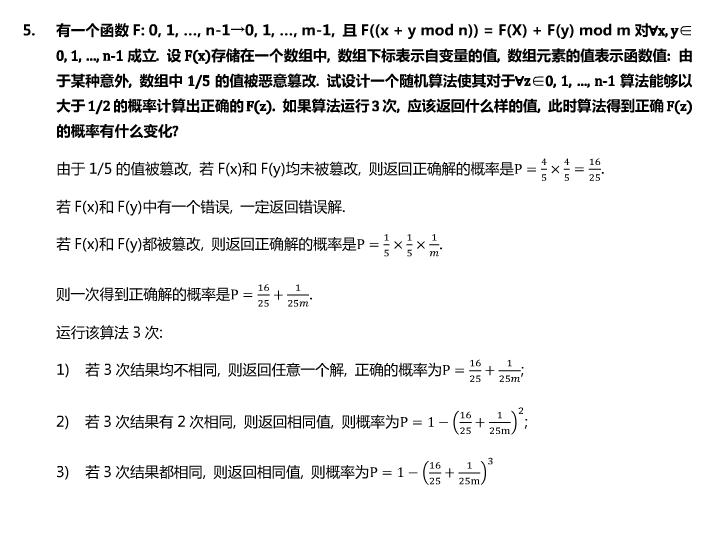 5. 有一个函数 F: 0, 1, …, n-1→0, 1, …, m-1, 且 F((x + y mod n)) = F(X) + F(y) mod m 对∀x, y∈
0, 1, …, n-1 成立. 设 F(x)存储在一个数组中, 数组下标表示自变量的值, 数组元素的值表示函数值: 由
于某种意外, 数组中 1/5 的值被恶意篡改. 试设计一个随机算法使其对于∀z∈0, 1, …, n-1 算法能够以
大于 1/2 的概率计算出正确的 F(z). 如果算法运行 3 次, 应该返回什么样的值, 此时算法得到正确 F(z)
的概率有什么变化?
由于 1/5 的值被篡改, 若 F(x)和 F(y)均未被篡改, 则返回正确解的概率是P = 4/5 × 4/5 = 16/25.
若 F(x)和 F(y)中有一个错误, 一定返回错误解.
若 F(x)和 F(y)都被篡改, 则返回正确解的概率是P = 1/5 × 1/5 × 1/m.
则一次得到正确解的概率是P = 16/25 + 1/25m.
运行该算法 3 次:
1) 若 3 次结果均不相同, 则返回任意一个解, 正确的概率为P = 16/25 + 1/25m;
2) 若 3 次结果有 2 次相同, 则返回相同值, 则概率为P = 1 − (16/25 + 1/25m)²;
3) 若 3 次结果都相同, 则返回相同值, 则概率为P = 1 − (16/25 + 1/25m)³